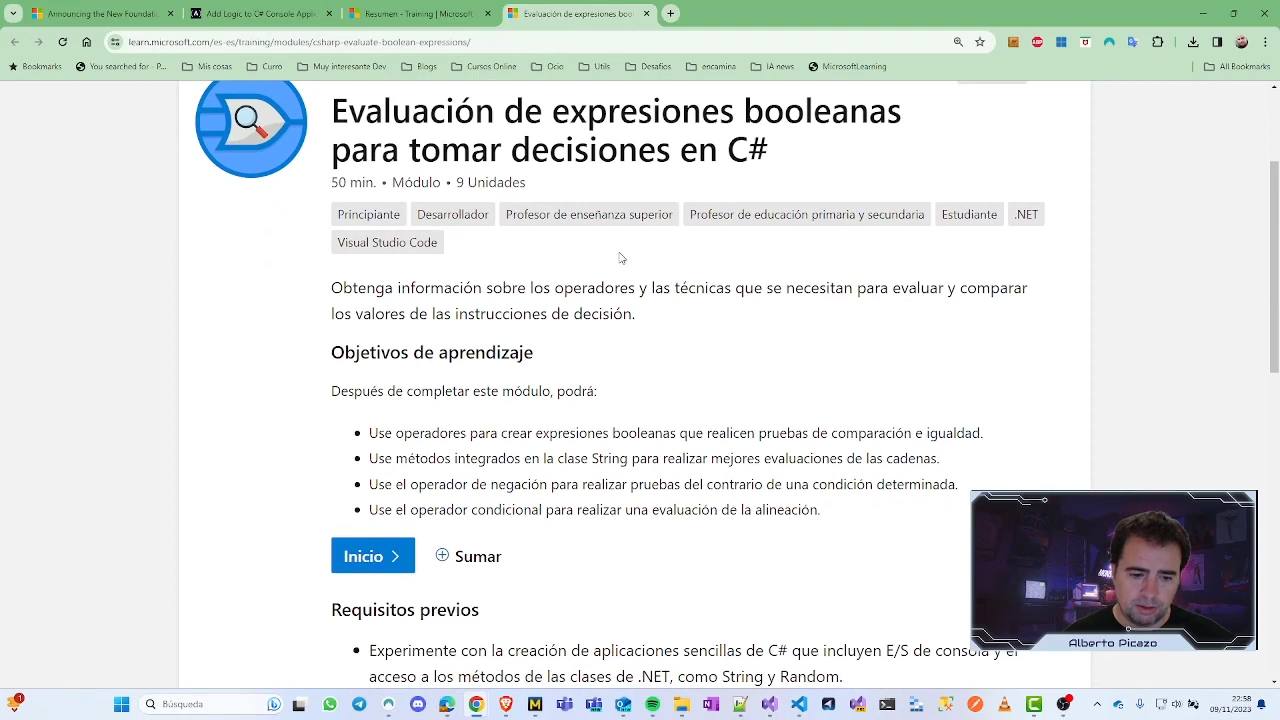 Announcing the New Foundatic
Add Logic to C# Console Applic
Resumen - Training | Microsoft
Evaluación de expresiones boo
learn.microsoft.com/es-es/training/modules/csharp-evaluate-boolean-expressions/
Bookmarks
You searched for - P...
Mis cosas
Curro
Muy interesante Dev
Blogs
Cursos Online
Ocio
Utils
Desafíos
encamina
IA news
MicrosoftLearning
All Bookmarks
Evaluación de expresiones booleanas
para tomar decisiones en C#
50 min. • Módulo • 9 Unidades
Principiante Desarrollador Profesor de enseñanza superior Profesor de educación primaria y secundaria Estudiante .NET
Visual Studio Code
Obtenga información sobre los operadores y las técnicas que se necesitan para evaluar y comparar
los valores de las instrucciones de decisión.
Objetivos de aprendizaje
Después de completar este módulo, podrá:
• Use operadores para crear expresiones booleanas que realicen pruebas de comparación e igualdad.
• Use métodos integrados en la clase String para realizar mejores evaluaciones de las cadenas.
• Use el operador de negación para realizar pruebas del contrario de una condición determinada.
• Use el operador condicional para realizar una evaluación de la alineación.
Inicio
Sumar
Requisitos previos
• Experimente con la creación de aplicaciones sencillas de C# que incluyen E/S de consola y el
acceso a los métodos de las clases de .NET, como String y Random.
Alberto Picazo
Búsqueda
22:58
09/11/2023